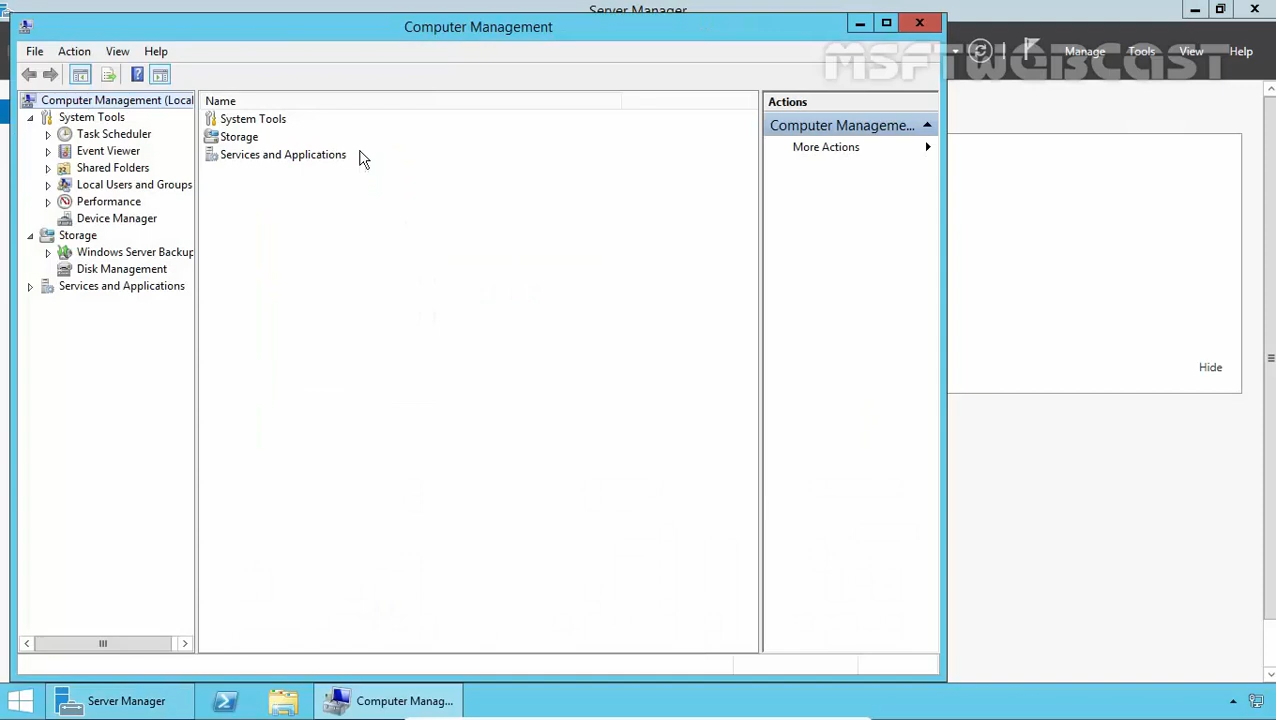 Server Manager
Computer Management
File Action View Help
Manage Tools View Help
MSFTWEBCAST
Computer Management (Local
System Tools
Task Scheduler
Event Viewer
Shared Folders
Local Users and Groups
Performance
Device Manager
Storage
Windows Server Backup
Disk Management
Services and Applications
Name
System Tools
Storage
Services and Applications
Actions
Computer Manageme...
More Actions
Hide
Server Manager
Computer Manag...